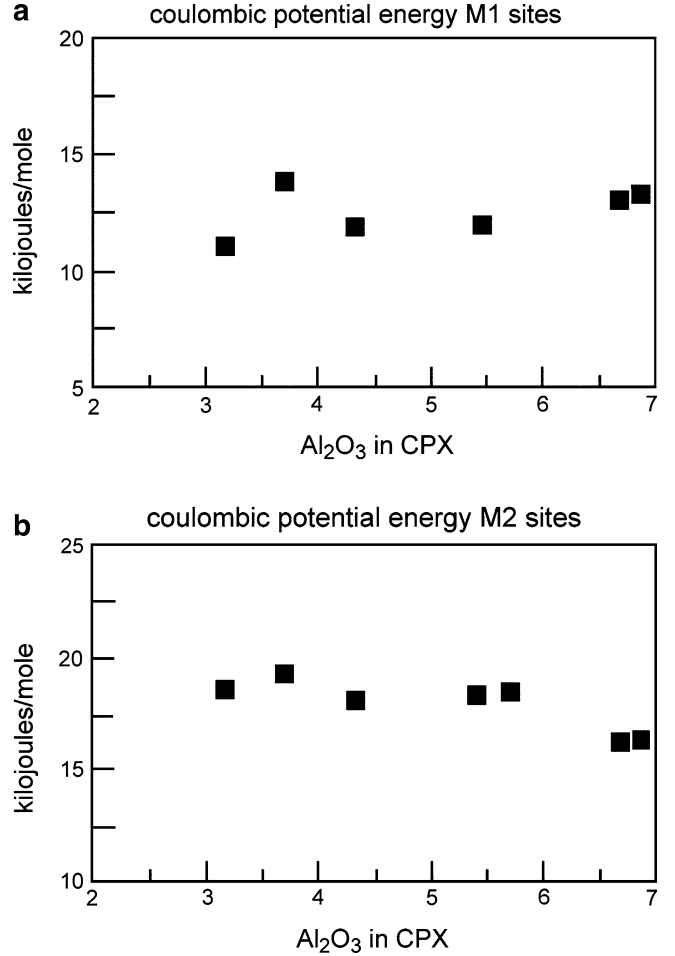 a
coulombic potential energy M1 sites
20
15
10
5
kilojoules/mole
2 3 4 5 6 7
Al₂O₃ in CPX
b
coulombic potential energy M2 sites
25
20
15
10
kilojoules/mole
2 3 4 5 6 7
Al₂O₃ in CPX